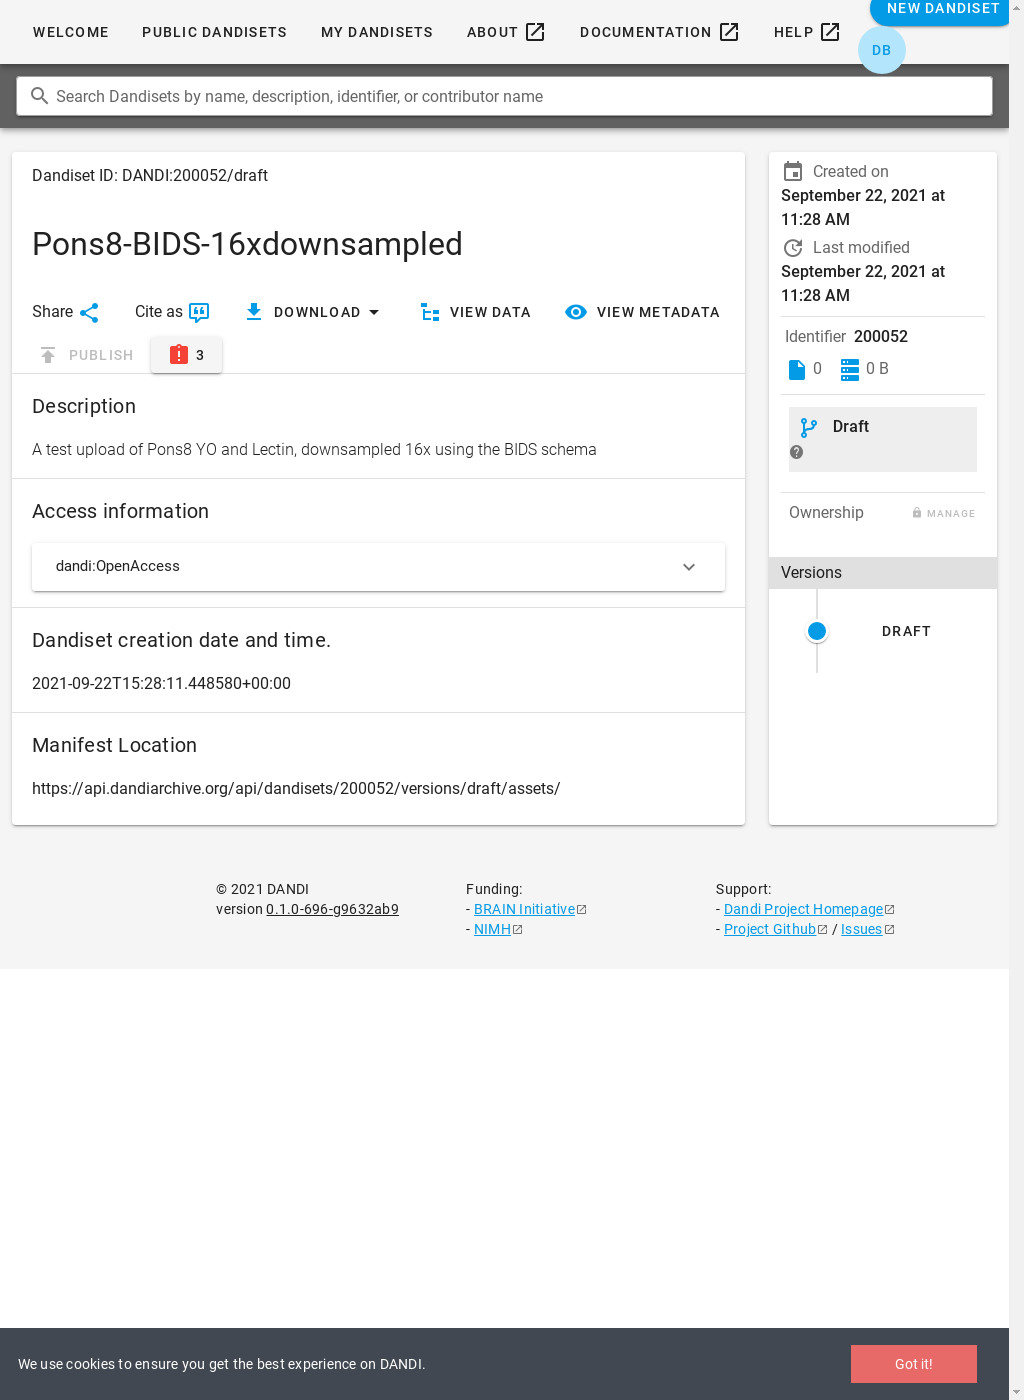 WELCOME PUBLIC DANDISETS MY DANDISETS ABOUT DOCUMENTATION HELP NEW DANDISET
DB
Search Dandisets by name, description, identifier, or contributor name
Dandiset ID: DANDI:200052/draft
Pons8-BIDS-16xdownsampled
Share Cite as DOWNLOAD VIEW DATA VIEW METADATA
PUBLISH 3
Description
A test upload of Pons8 YO and Lectin, downsampled 16x using the BIDS schema
Access information
dandi:OpenAccess
Dandiset creation date and time.
2021-09-22T15:28:11.448580+00:00
Manifest Location
https://api.dandiarchive.org/api/dandisets/200052/versions/draft/assets/
Created on
September 22, 2021 at
11:28 AM
Last modified
September 22, 2021 at
11:28 AM
Identifier 200052
0 0 B
Draft
Ownership MANAGE
Versions
DRAFT
© 2021 DANDI
version 0.1.0-696-g9632ab9
Funding:
- BRAIN Initiative
- NIMH
Support:
- Dandi Project Homepage
- Project Github / Issues
We use cookies to ensure you get the best experience on DANDI.
Got it!